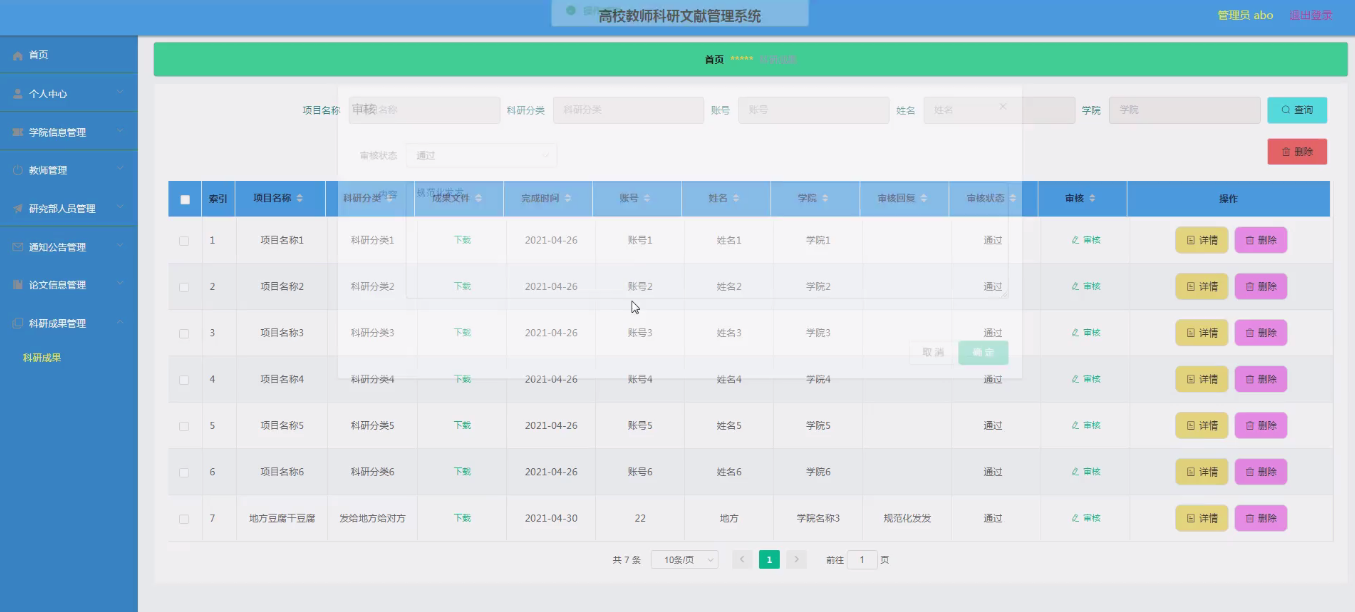 高校教师科研文献管理系统
管理员 abo 退出登录
首页 *****
首页
个人中心
学院信息管理
教师管理
研究部人员管理
通知公告管理
论文信息管理
科研成果管理
科研成果
审核
项目名称 科研分类 科研分类 账号 账号 姓名 姓名 学院 学院 查询
审核状态 通过 删除
内容 规范化发发
索引 项目名称 科研分类 成果文件 完成时间 账号 姓名 学院 审核回复 审核状态 审核 操作
1 项目名称1 科研分类1 下载 2021-04-26 账号1 姓名1 学院1 通过 审核 详情 删除
2 项目名称2 科研分类2 下载 2021-04-26 账号2 姓名2 学院2 通过 审核 详情 删除
3 项目名称3 科研分类3 下载 2021-04-26 账号3 姓名3 学院3 通过 审核 详情 删除
取消 确定
4 项目名称4 科研分类4 下载 2021-04-26 账号4 姓名4 学院4 通过 审核 详情 删除
5 项目名称5 科研分类5 下载 2021-04-26 账号5 姓名5 学院5 通过 审核 详情 删除
6 项目名称6 科研分类6 下载 2021-04-26 账号6 姓名6 学院6 通过 审核 详情 删除
7 地方豆腐干豆腐 发给地方给对方 下载 2021-04-30 22 地方 学院名称3 规范化发发 通过 审核 详情 删除
共 7 条 10条/页 1 前往 1 页